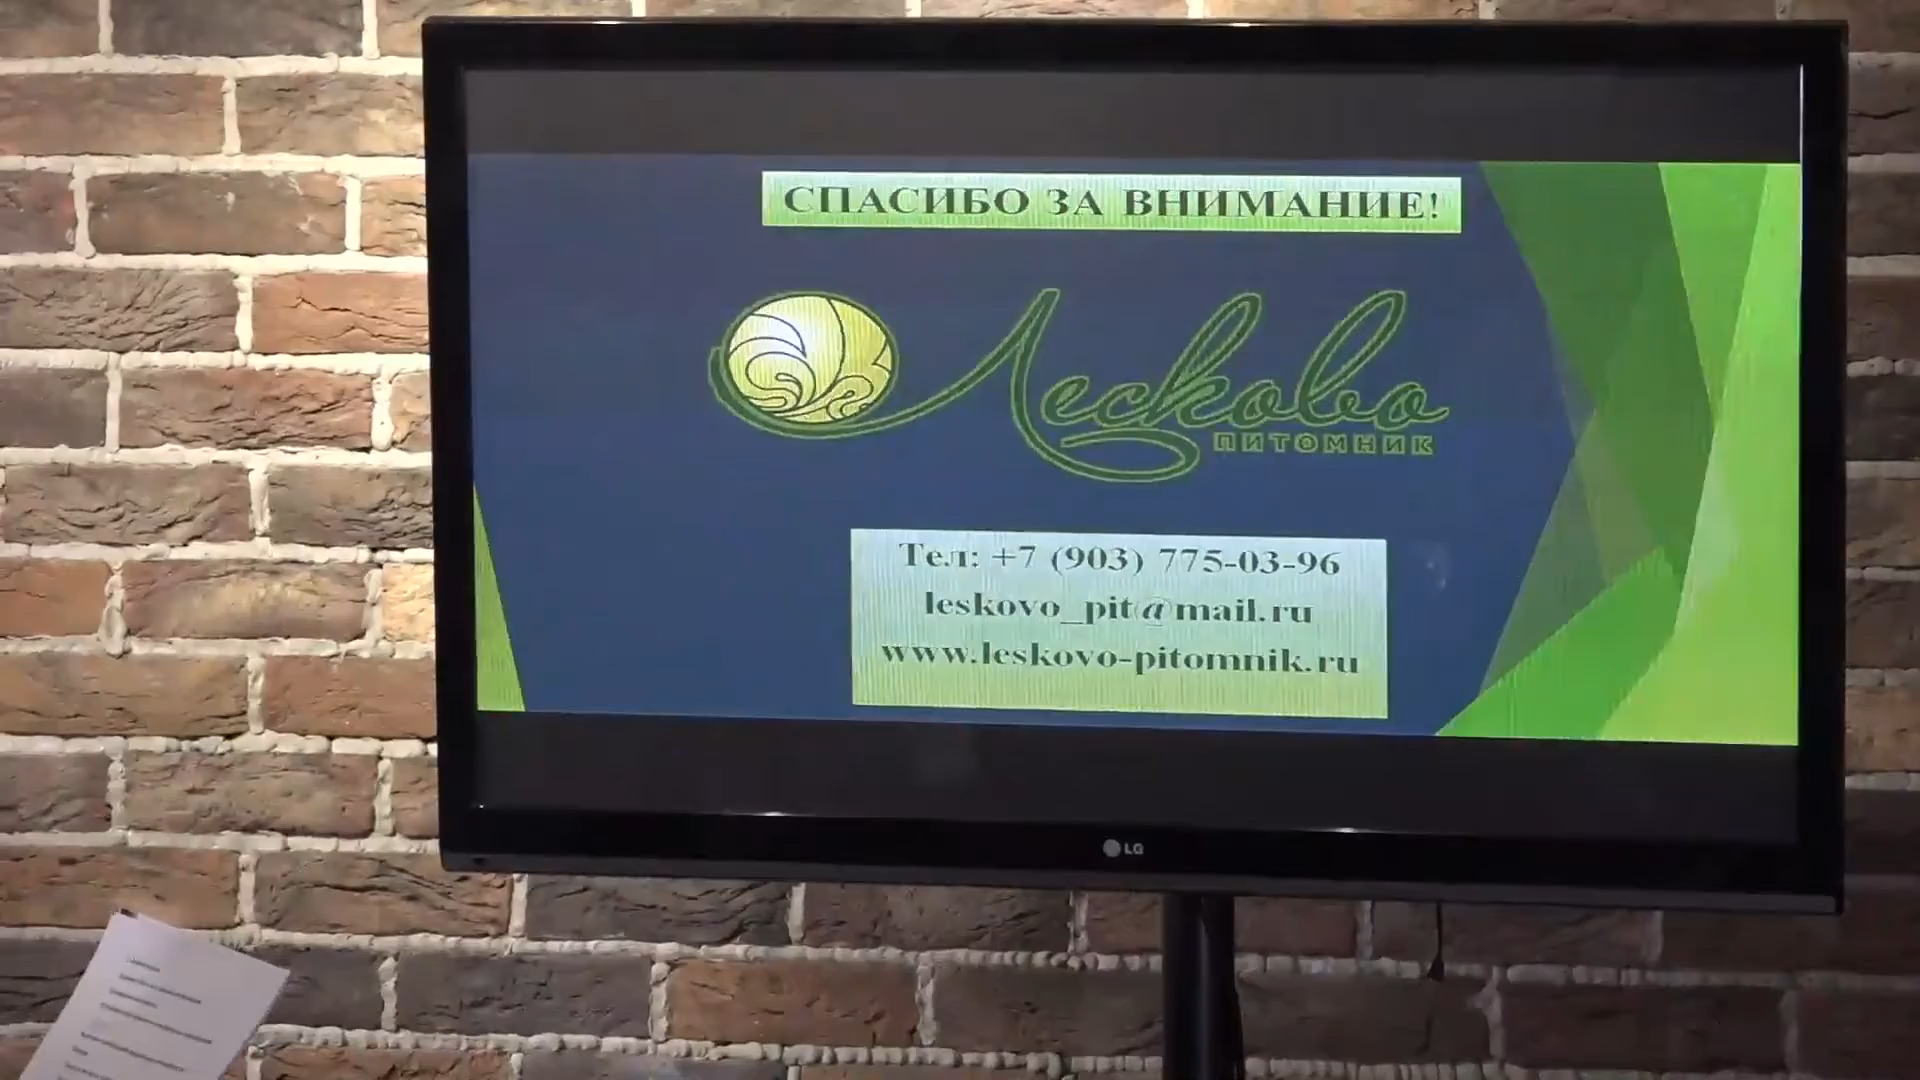 СПАСИБО ЗА ВНИМАНИЕ!
Лесково
ПИТОМНИК
Тел: +7 (903) 775-03-96
leskovo_pit@mail.ru
www.leskovo-pitomnik.ru
LG